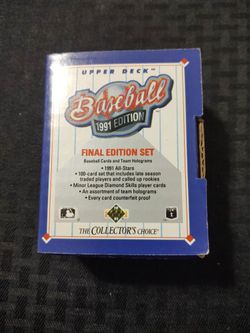 UPPER DECK™
Baseball
1991 EDITION
FINAL EDITION SET
Baseball Cards and Team Holograms
• 1991 All-Stars
• 100-card set that includes late season
traded players and called up rookies
• Minor League Diamond Skills player cards
• An assortment of team holograms
• Every card counterfeit proof
THE COLLECTOR'S CHOICE™